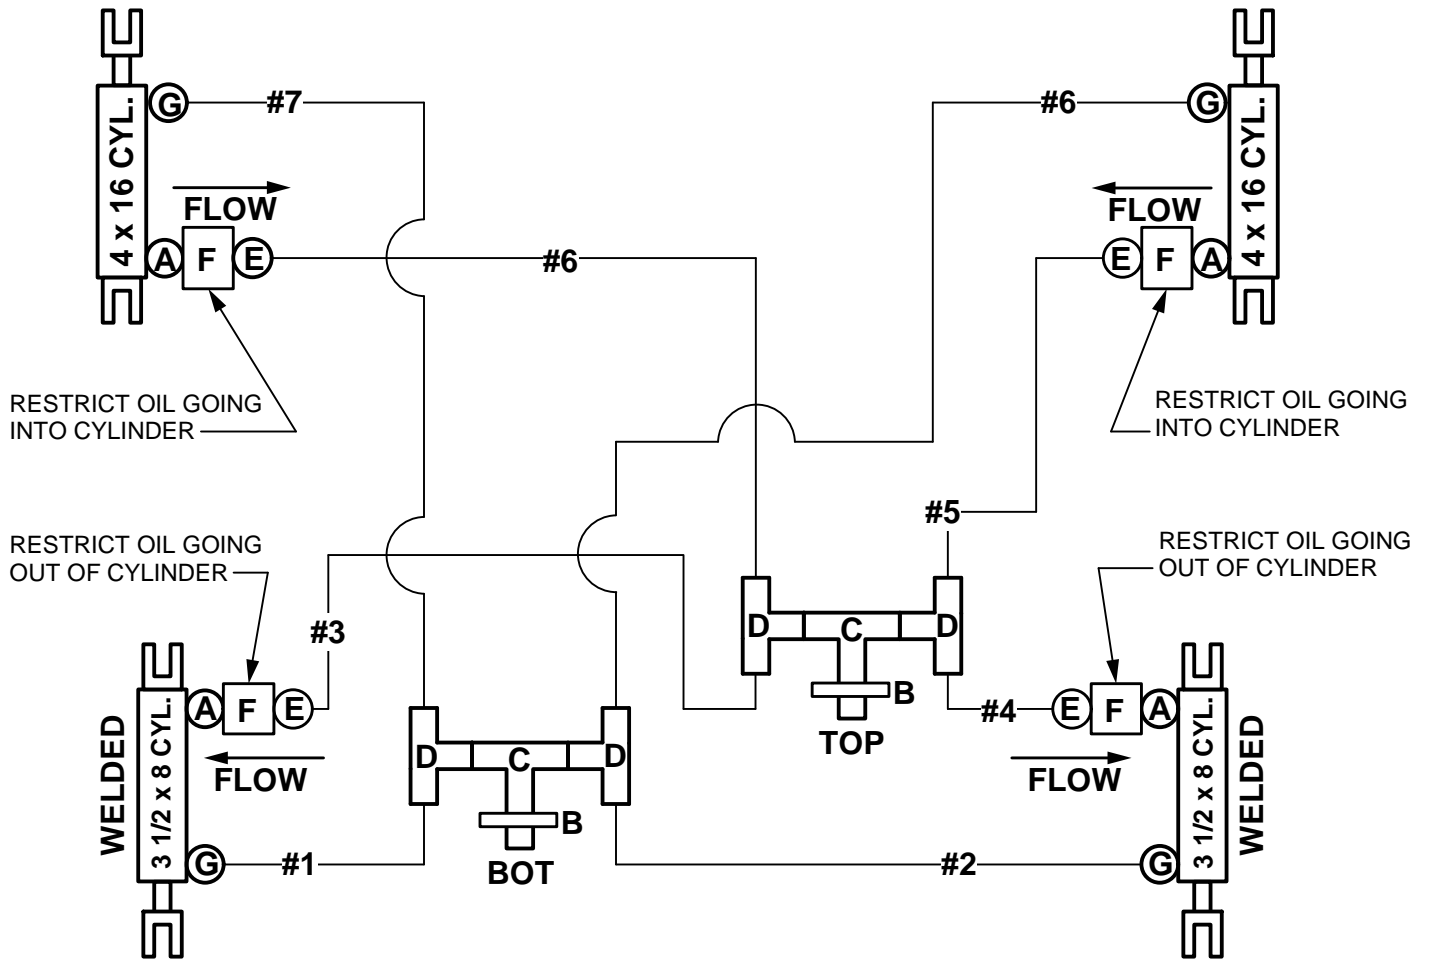 G
#7
#6
G
4 x 16 CYL.
4 x 16 CYL.
FLOW
FLOW
A
F
E
#6
E
F
A
RESTRICT OIL GOING
INTO CYLINDER
RESTRICT OIL GOING
INTO CYLINDER
#5
RESTRICT OIL GOING
OUT OF CYLINDER
RESTRICT OIL GOING
OUT OF CYLINDER
#3
D
C
D
B
TOP
A
F
E
#4
E
F
A
WELDED
3 1/2 x 8 CYL.
FLOW
D
C
D
B
BOT
FLOW
3 1/2 x 8 CYL.
WELDED
G
#1
#2
G